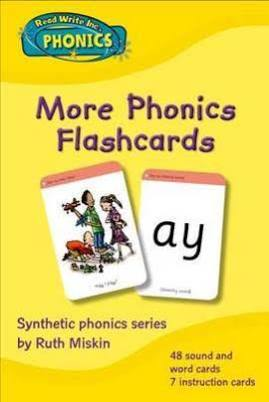 Read Write Inc.
PHONICS
More Phonics
Flashcards
ay
Synthetic phonics series
by Ruth Miskin
48 sound and
word cards
7 instruction cards